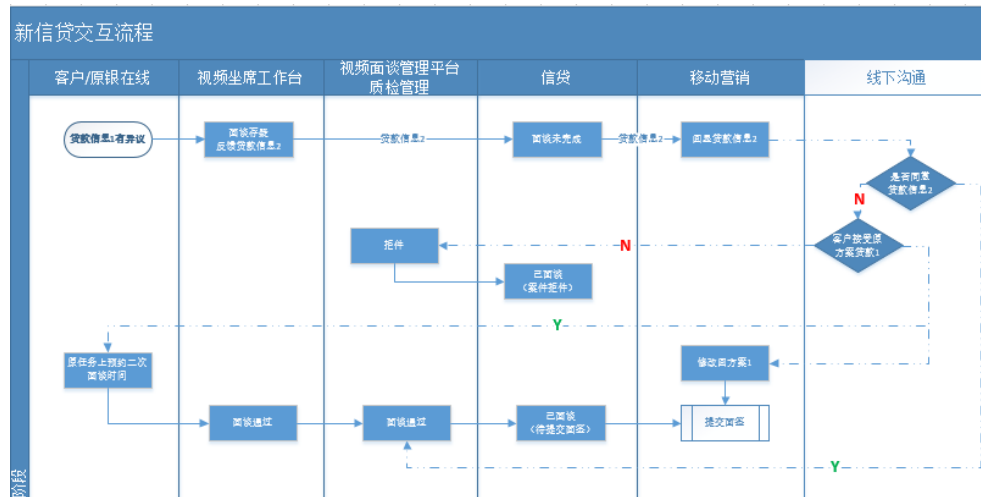 新信贷交互流程
客户/原银在线
视频坐席工作台
视频面谈管理平台
质检管理
信贷
移动营销
线下沟通
贷款信息1有异议
面谈存疑
反馈贷款信息2
贷款信息2
面谈未完成
贷款信息2
回显贷款信息2
是否同意
贷款信息2
N
客户接受原
方案贷款1
N
拒件
已面谈
（案件拒件）
Y
原任务上预约二次
面谈时间
修改回方案1
面谈通过
面谈通过
已面谈
（待提交面签）
提交面签
Y
阶段